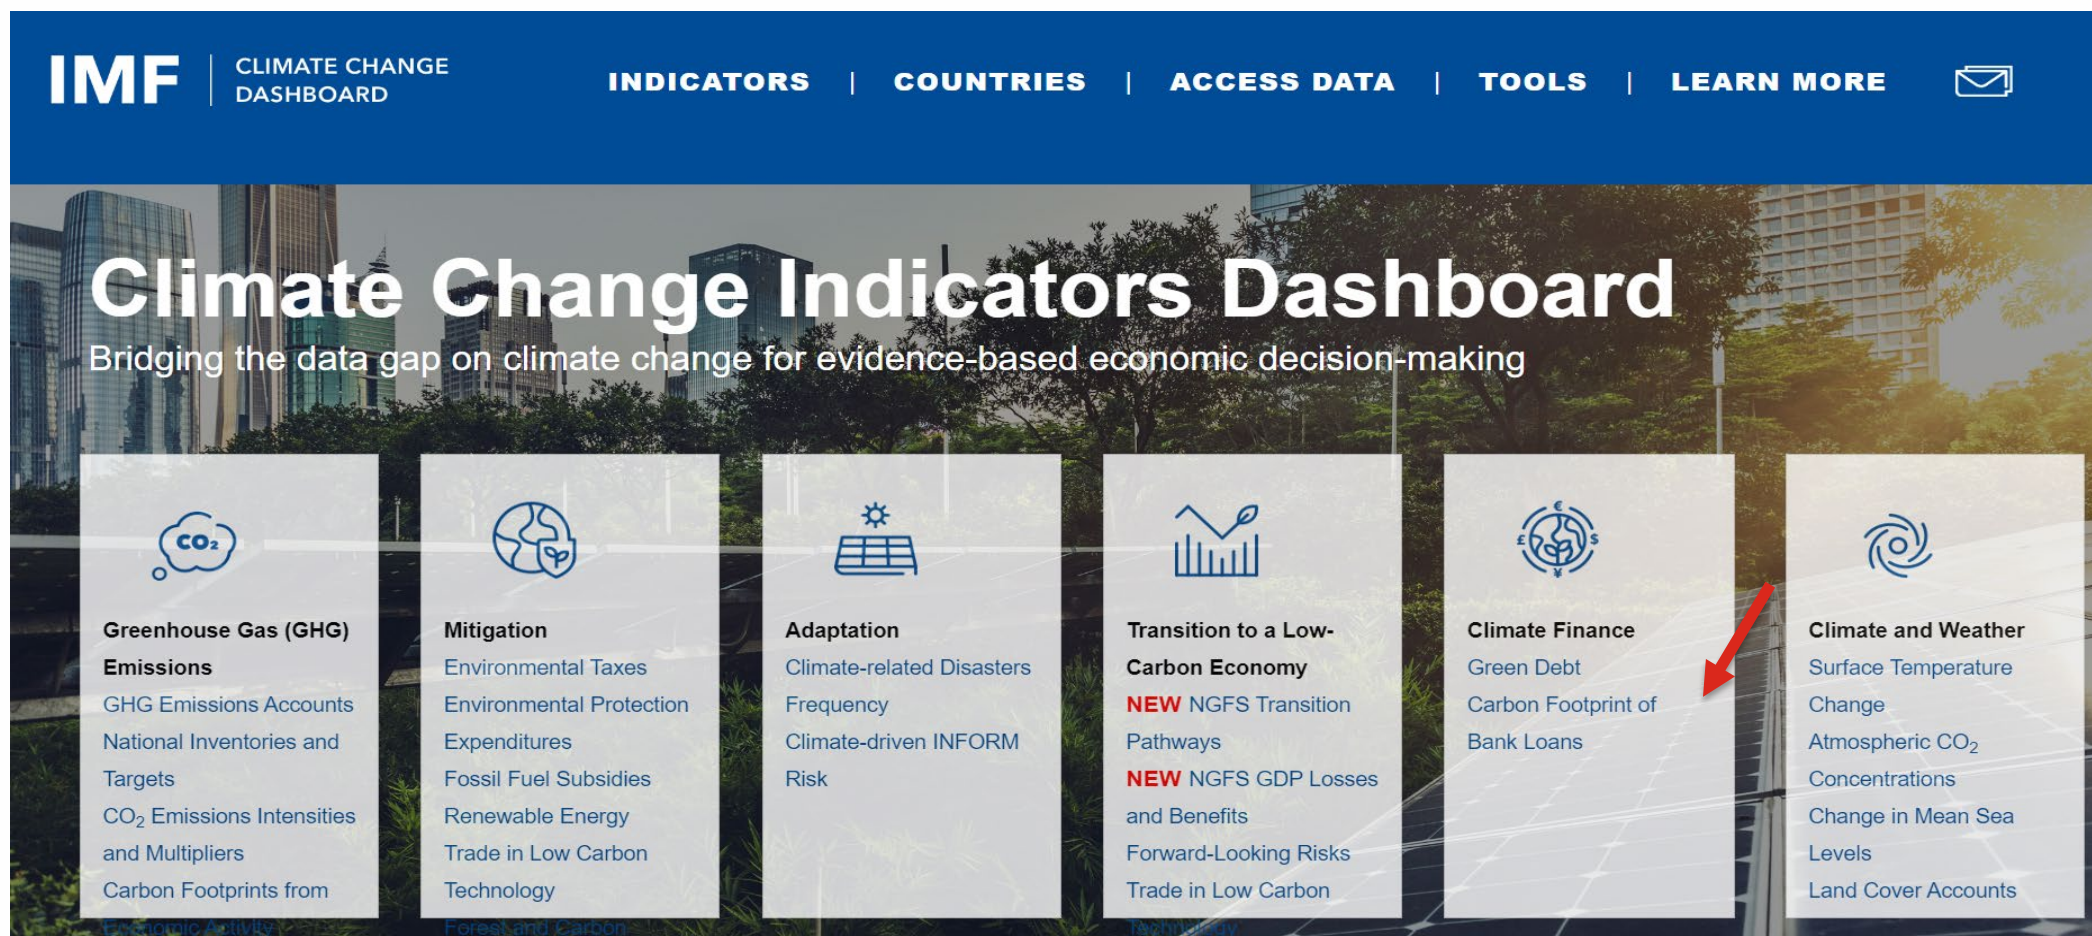 IMF
CLIMATE CHANGE
DASHBOARD
INDICATORS | COUNTRIES | ACCESS DATA | TOOLS | LEARN MORE
Climate Change Indicators Dashboard
Bridging the data gap on climate change for evidence-based economic decision-making
CO₂
Greenhouse Gas (GHG)
Emissions
GHG Emissions Accounts
National Inventories and
Targets
CO₂ Emissions Intensities
and Multipliers
Carbon Footprints from
Economic Activity
Mitigation
Environmental Taxes
Environmental Protection
Expenditures
Fossil Fuel Subsidies
Renewable Energy
Trade in Low Carbon
Technology
Forest and Carbon
Adaptation
Climate-related Disasters
Frequency
Climate-driven INFORM
Risk
Transition to a Low-
Carbon Economy
NEW NGFS Transition
Pathways
NEW NGFS GDP Losses
and Benefits
Forward-Looking Risks
Trade in Low Carbon
Technology
€
£ $
¥
Climate Finance
Green Debt
Carbon Footprint of
Bank Loans
Climate and Weather
Surface Temperature
Change
Atmospheric CO₂
Concentrations
Change in Mean Sea
Levels
Land Cover Accounts